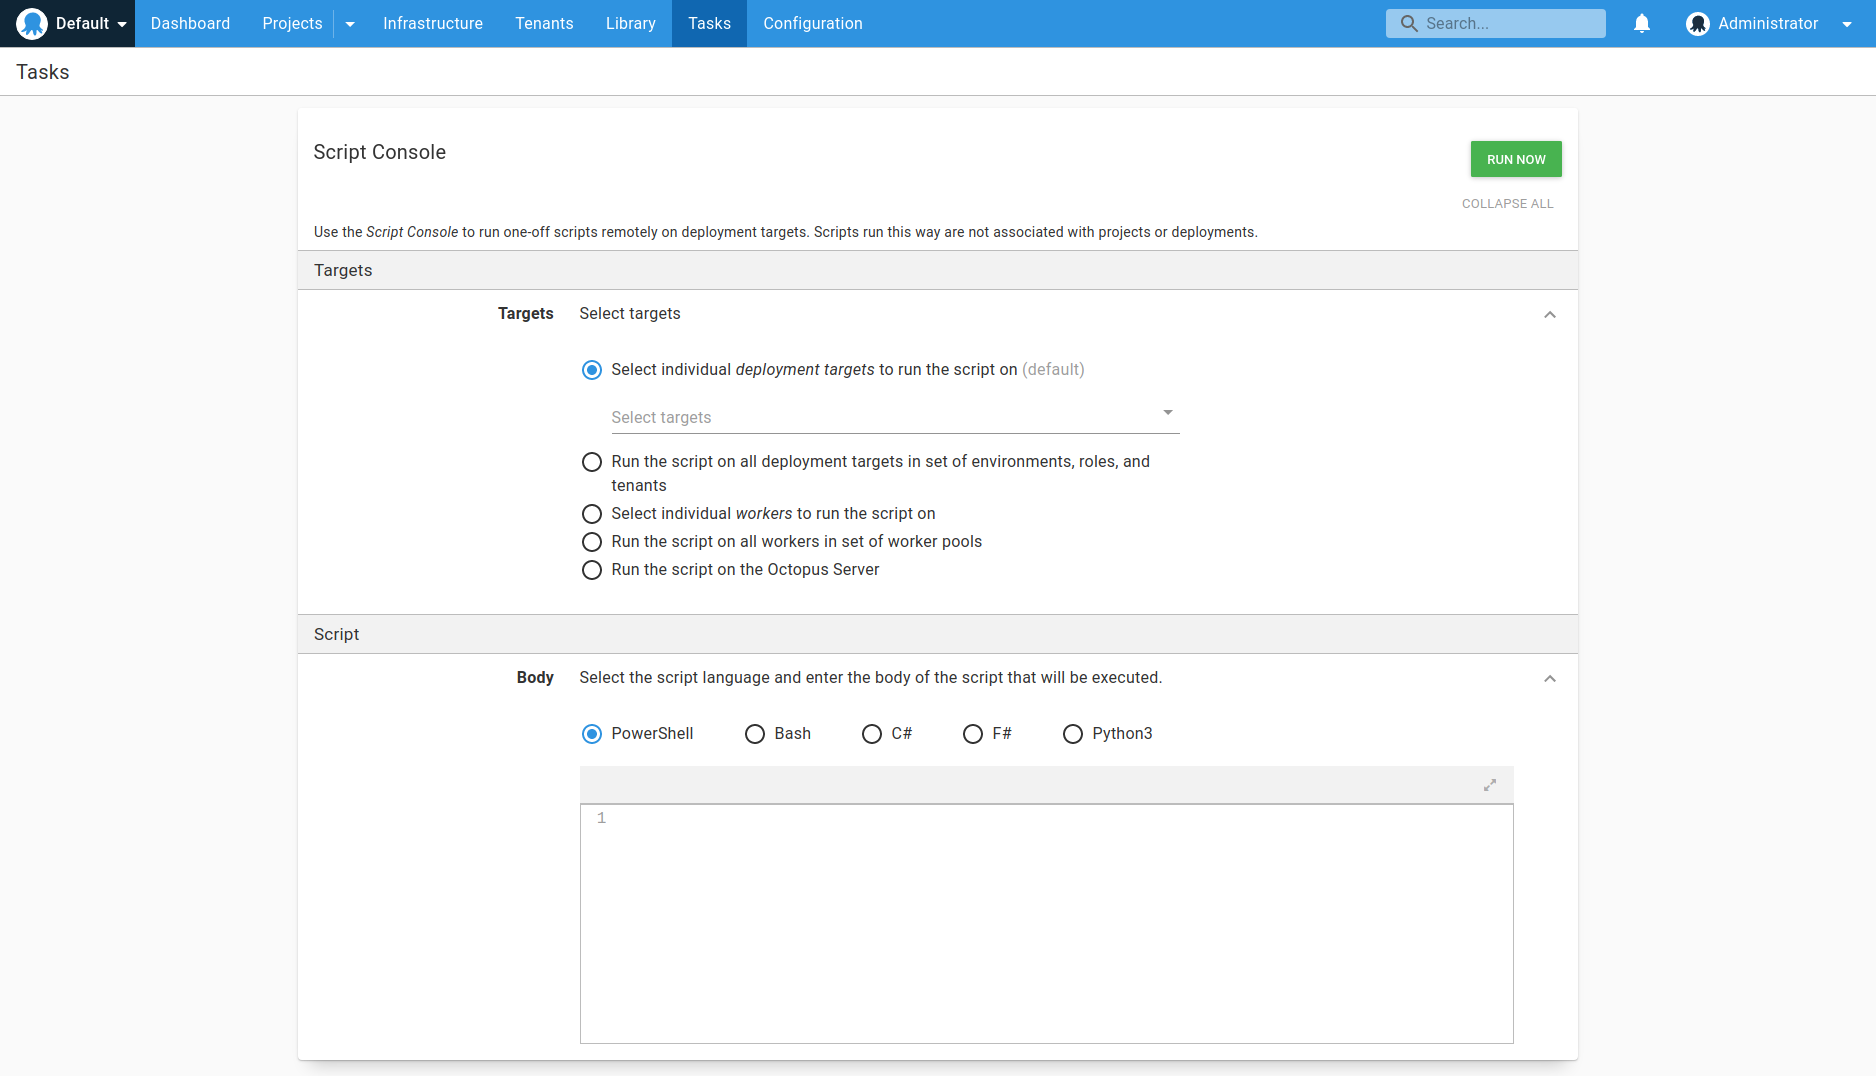 Default Dashboard Projects Infrastructure Tenants Library Tasks Configuration Search... Administrator
Tasks
Script Console
RUN NOW
COLLAPSE ALL
Use the Script Console to run one-off scripts remotely on deployment targets. Scripts run this way are not associated with projects or deployments.
Targets
Targets Select targets
Select individual deployment targets to run the script on (default)
Select targets
Run the script on all deployment targets in set of environments, roles, and
tenants
Select individual workers to run the script on
Run the script on all workers in set of worker pools
Run the script on the Octopus Server
Script
Body Select the script language and enter the body of the script that will be executed.
PowerShell Bash C# F# Python3
1